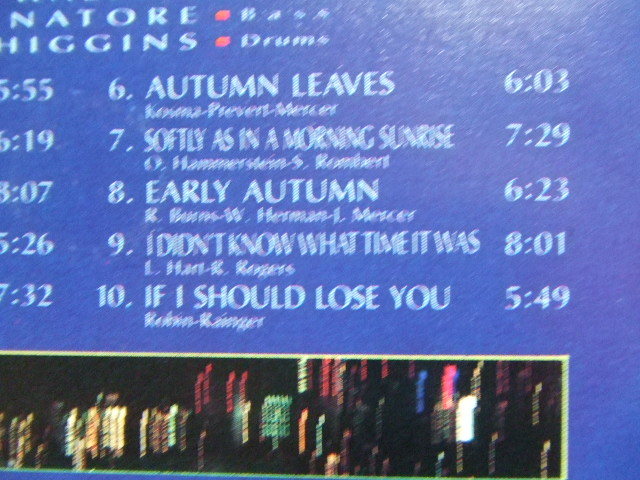 NATORE ■ Bass
HIGGINS ■ Drums
5:55 6. AUTUMN LEAVES 6:03
Kosma-Prevert-Mercer
6:19 7. SOFTLY AS IN A MORNING SUNRISE 7:29
O. Hammerstein-S. Rombert
8:07 8. EARLY AUTUMN 6:23
R. Burns-W. Herman-J. Mercer
5:26 9. I DIDN'T KNOW WHAT TIME IT WAS 8:01
L. Hart-R. Rogers
7:32 10. IF I SHOULD LOSE YOU 5:49
Robin-Rainger